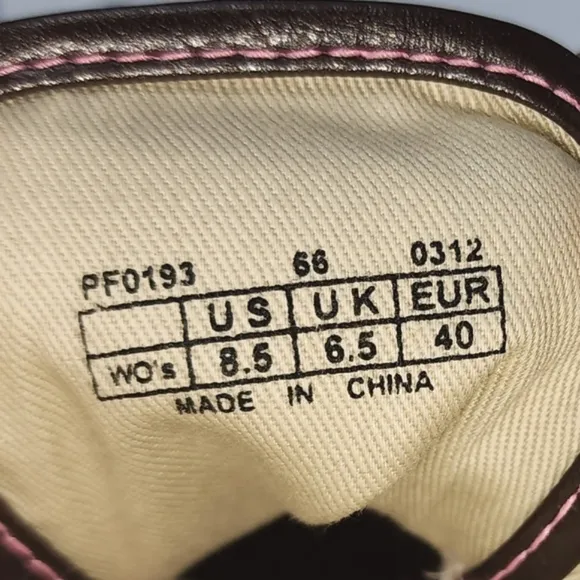 PF0193 66 0312
US UK EUR
WO's 8.5 6.5 40
MADE IN CHINA